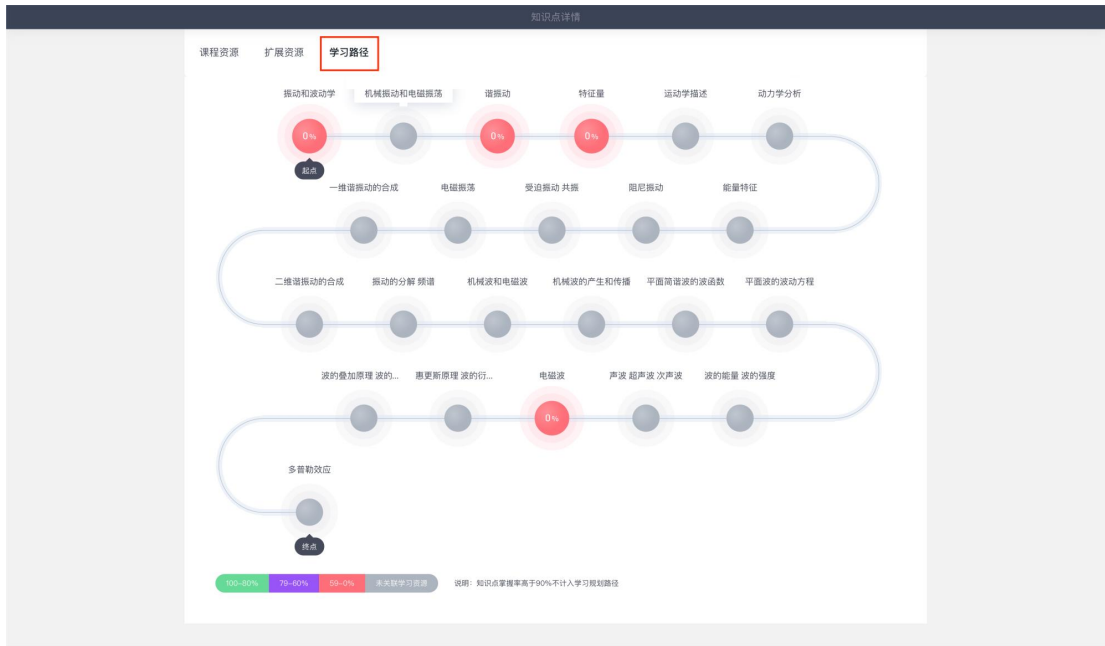 知识点详情
课程资源 扩展资源 学习路径
振动和波动学 机械振动和电磁振荡 谐振动 特征量 运动学描述 动力学分析
0% 0% 0%
起点
一维谐振动的合成 电磁振荡 受迫振动 共振 阻尼振动 能量特征
二维谐振动的合成 振动的分解 频谱 机械波和电磁波 机械波的产生和传播 平面简谐波的波函数 平面波的波动方程
波的叠加原理 波的... 惠更斯原理 波的衍... 电磁波 声波 超声波 次声波 波的能量 波的强度
0%
多普勒效应
终点
100-80% 79-60% 59-0% 未关联学习资源 说明：知识点掌握率高于90%不计入学习规划路径